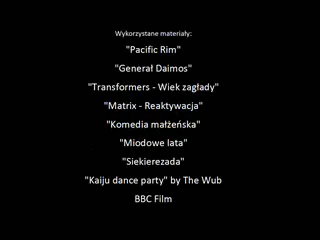 Wykorzystane materiały:
"Pacific Rim"
"Generał Daimos"
"Transformers - Wiek zagłady"
"Matrix - Reaktywacja"
"Komedia małżeńska"
"Miodowe lata"
"Siekierezada"
"Kaiju dance party" by The Wub
BBC Film